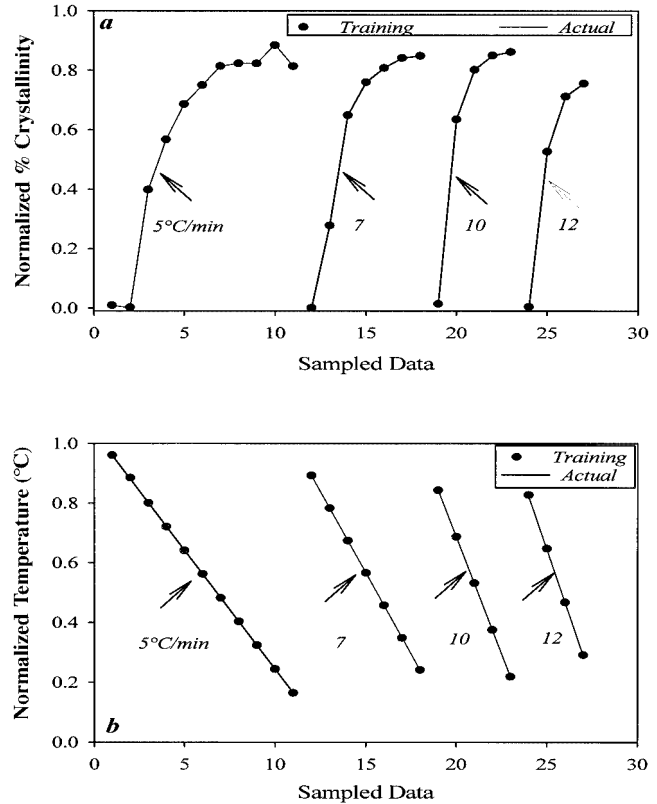 a
Training
Actual
Normalized % Crystallinity
1.0
0.8
0.6
0.4
0.2
0.0
5°C/min
7
10
12
0
5
10
15
20
25
30
Sampled Data
Normalized Temperature (°C)
1.0
0.8
0.6
0.4
0.2
0.0
Training
Actual
5°C/min
7
10
12
b
0
5
10
15
20
25
30
Sampled Data